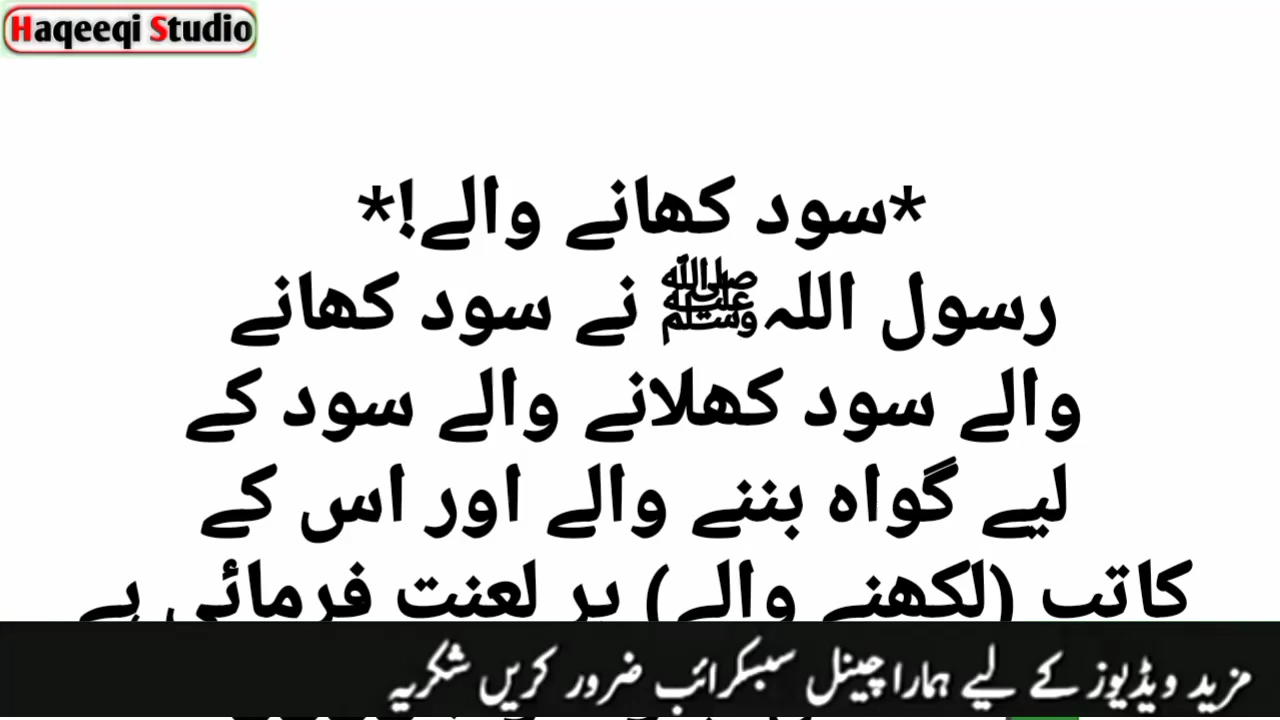 Haqeeqi Studio
*سود کھانے والے!*
رسول اللہﷺ نے سود کھانے
والے سود کھلانے والے سود کے
لیے گواہ بننے والے اور اس کے
کاتب (لکھنے والے) پر لعنت فرمائی ہے
مزید ویڈیوز کے لیے ہمارا چینل سبسکرائب ضرور کریں شکریہ